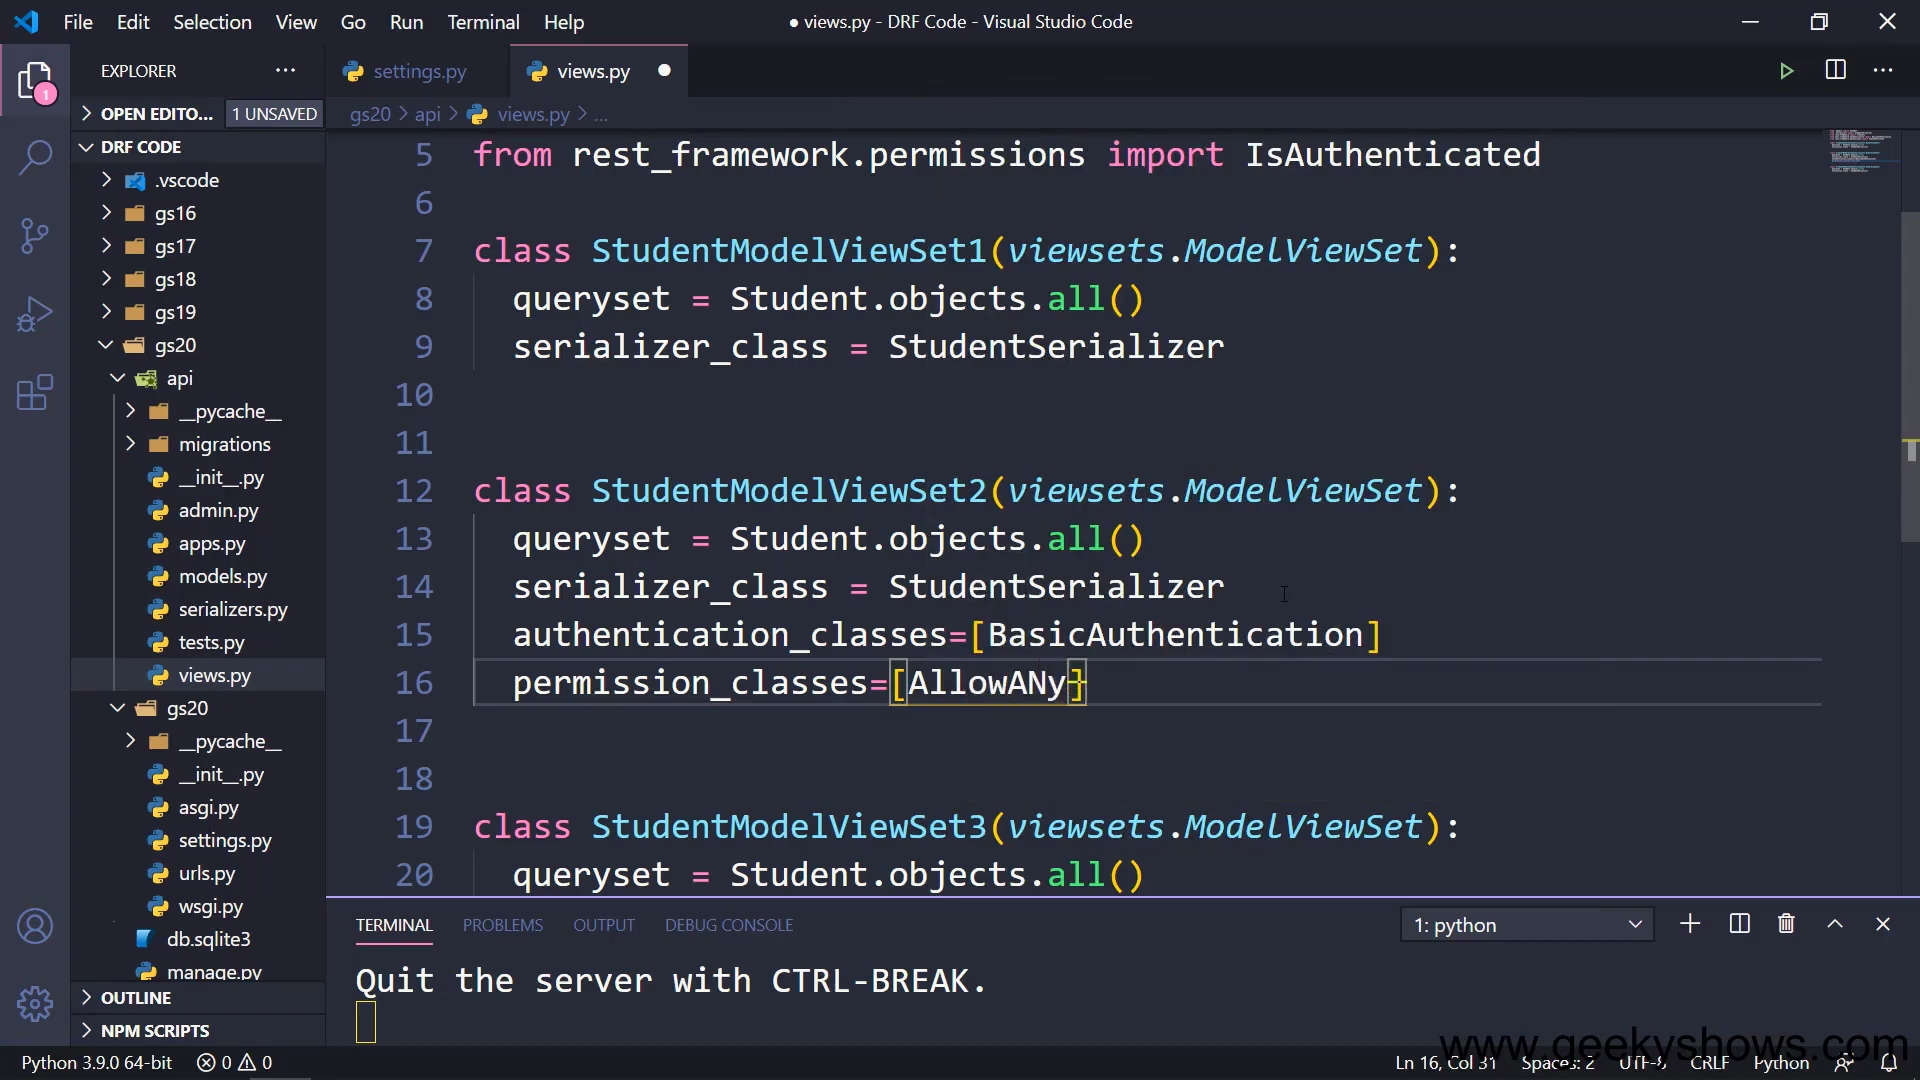 File Edit Selection View Go Run Terminal Help ● views.py - DRF Code - Visual Studio Code
EXPLORER ...
settings.py views.py ●
OPEN EDITO... 1 UNSAVED
gs20 > api > views.py > ...
DRF CODE
.vscode
gs16
gs17
gs18
gs19
gs20
api
__pycache__
migrations
__init__.py
admin.py
apps.py
models.py
serializers.py
tests.py
views.py
gs20
__pycache__
__init__.py
asgi.py
settings.py
urls.py
wsgi.py
db.sqlite3
manage.py
OUTLINE
NPM SCRIPTS
1
5 from rest_framework.permissions import IsAuthenticated
6
7 class StudentModelViewSet1(viewsets.ModelViewSet):
8 queryset = Student.objects.all()
9 serializer_class = StudentSerializer
10
11
12 class StudentModelViewSet2(viewsets.ModelViewSet):
13 queryset = Student.objects.all()
14 serializer_class = StudentSerializer
15 authentication_classes=[BasicAuthentication]
16 permission_classes=[AllowANy]
17
18
19 class StudentModelViewSet3(viewsets.ModelViewSet):
20 queryset = Student.objects.all()
TERMINAL PROBLEMS OUTPUT DEBUG CONSOLE 1: python
Quit the server with CTRL-BREAK.
www.geekyshows.com
Python 3.9.0 64-bit 0 0 Ln 16, Col 31 Spaces: 2 UTF-8 CRLF Python